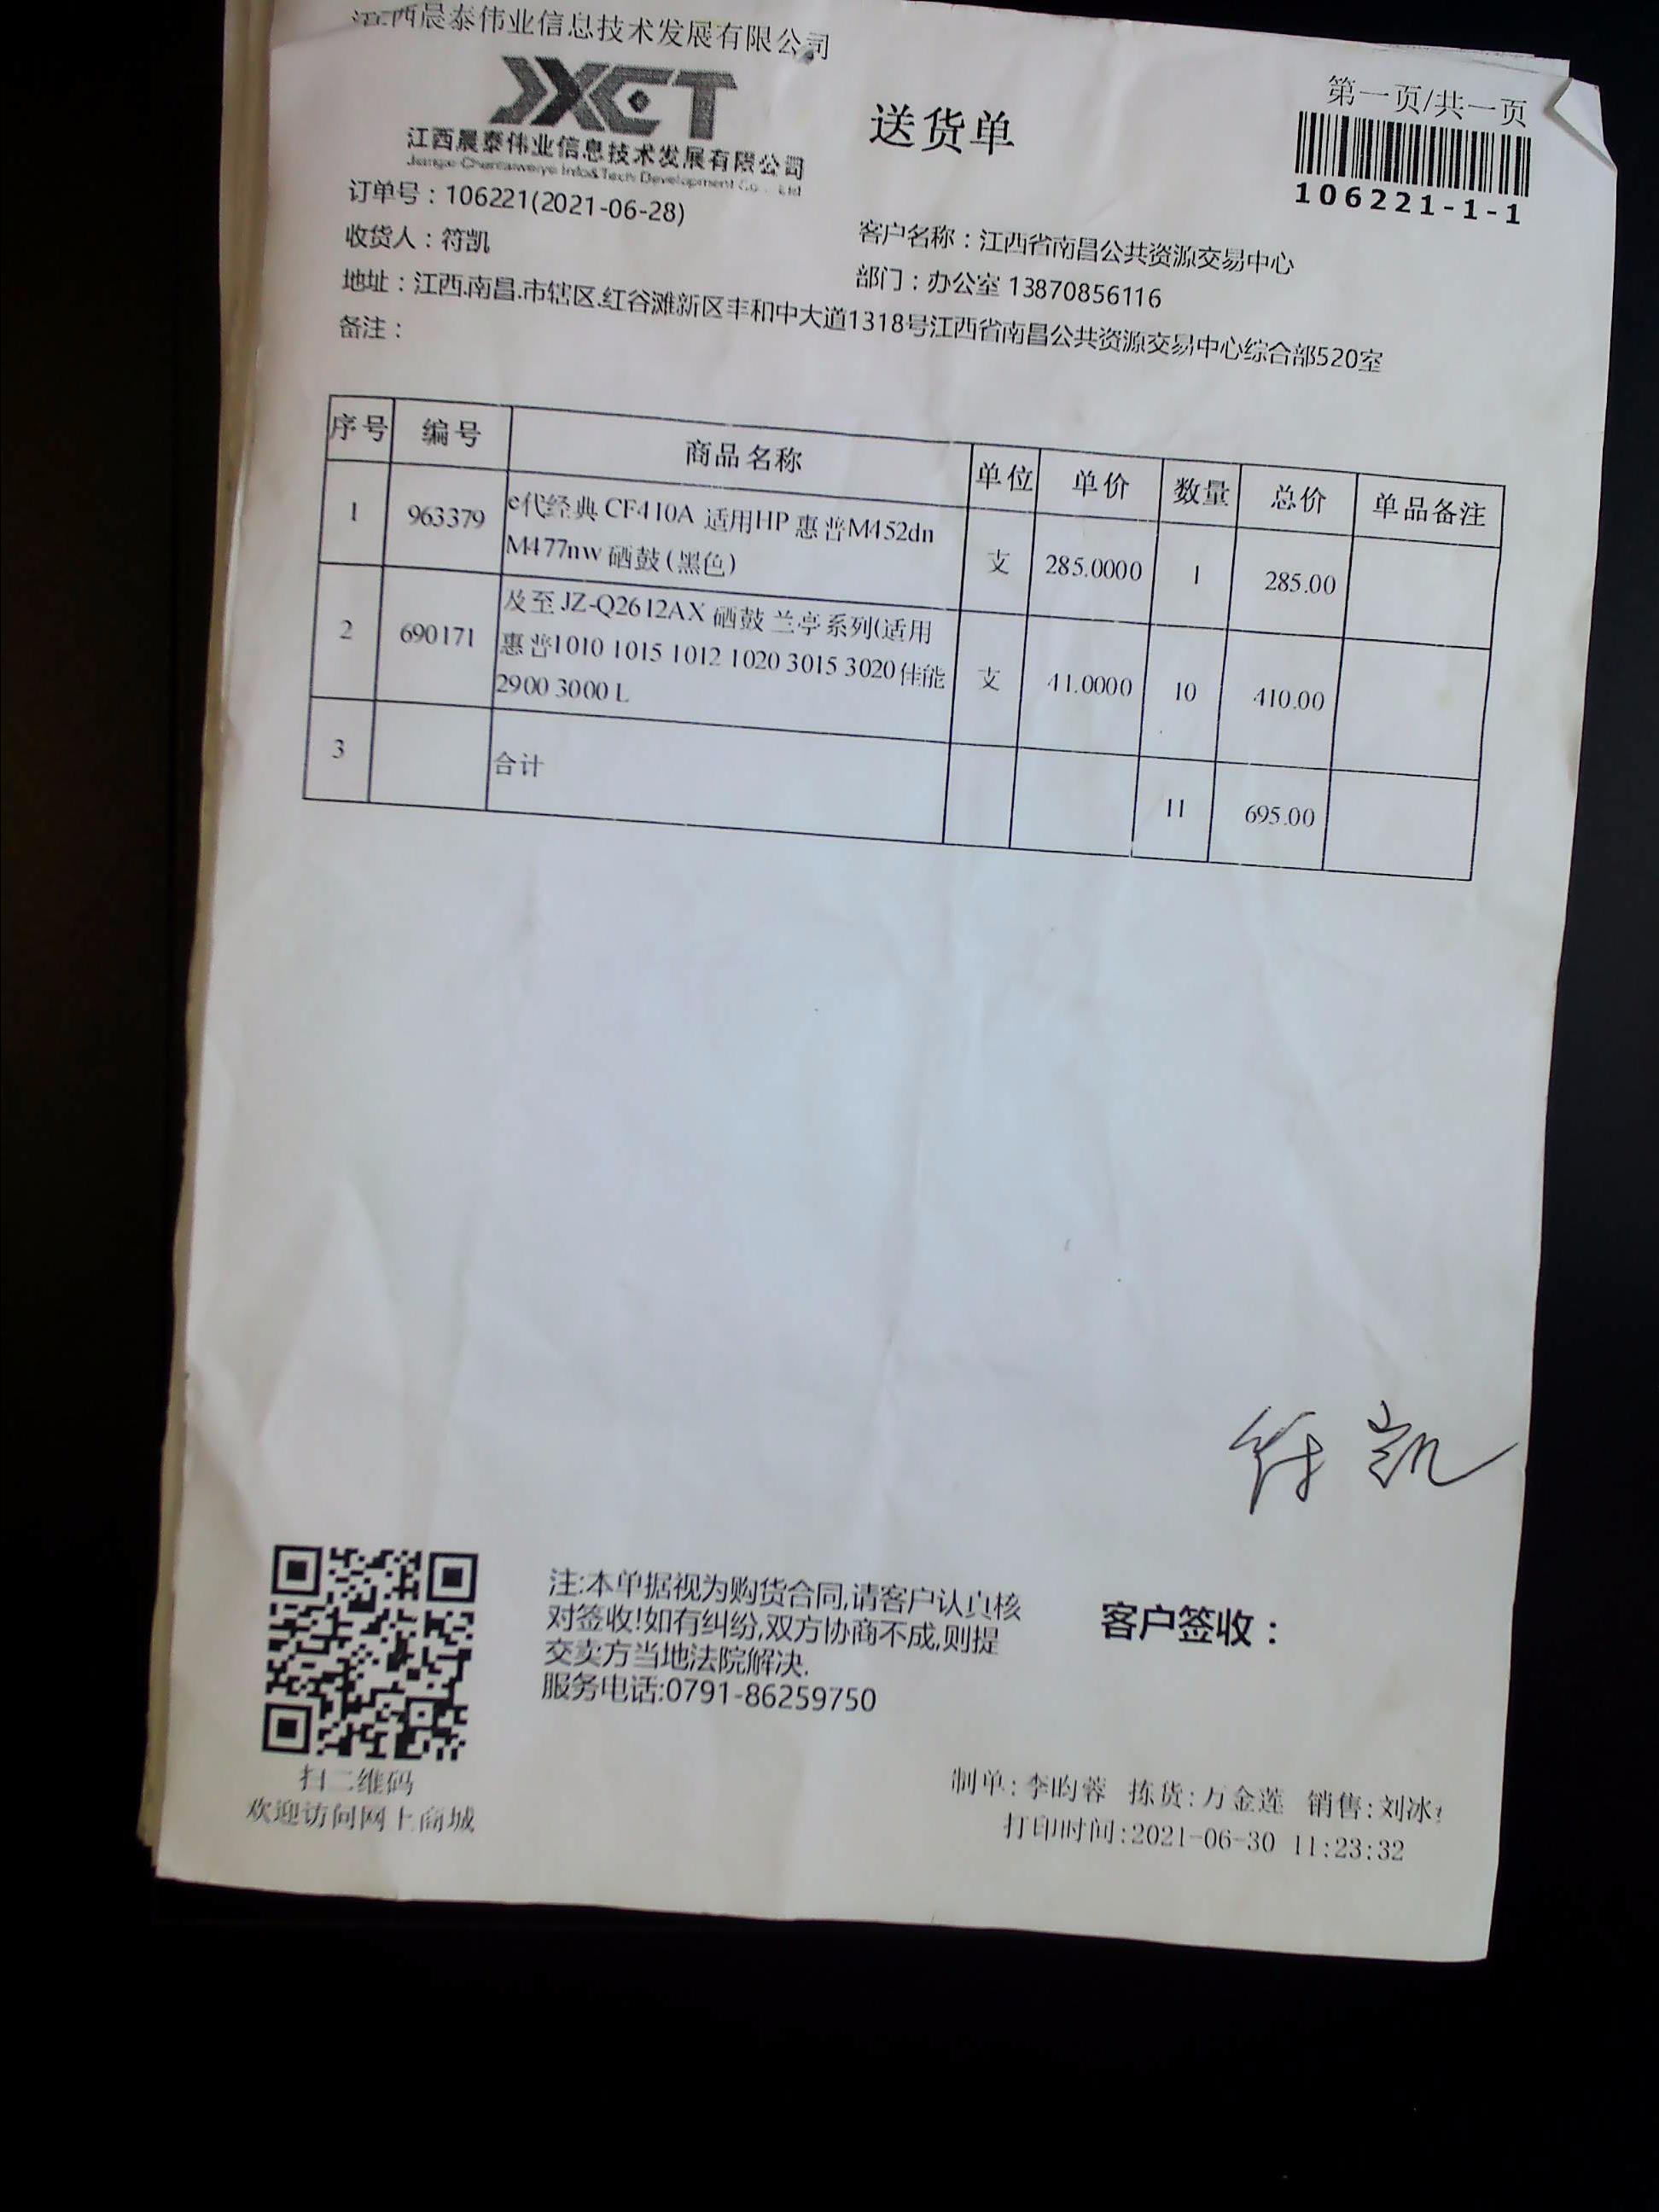 江西晨泰伟业信息技术发展有限公司
JXCT
江西晨泰伟业信息技术发展有限公司
送货单
第一页/共一页
106221-1-1
订单号：106221(2021-06-28)
收货人：符凯
客户名称：江西省南昌公共资源交易中心
部门：办公室 13870856116
地址：江西.南昌.市辖区.红谷滩新区丰和中大道1318号江西省南昌公共资源交易中心综合部520室
备注：
序号 编号 商品名称 单位 单价 数量 总价 单品备注
1 963379 e代经典 CF410A 适用HP 惠普M452dn
M477nw 硒鼓(黑色) 支 285.0000 1 285.00
2 690171 及至 JZ-Q2612AX 硒鼓 兰亭系列(适用
惠普1010 1015 1012 1020 3015 3020 佳能
2900 3000 L 支 41.0000 10 410.00
3 合计 11 695.00
符凯
注:本单据视为购货合同,请客户认真核
对签收!如有纠纷,双方协商不成,则提
交卖方当地法院解决.
服务电话:0791-86259750
客户签收：
扫二维码
欢迎访问网上商城
制单:李昀蓉 拣货:万金莲 销售:刘冰
打印时间:2021-06-30 11:23:32